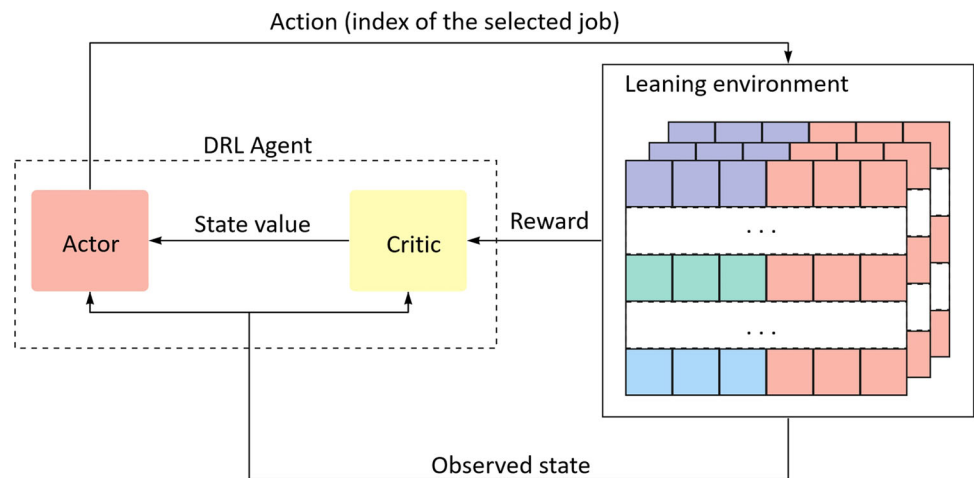 Action (index of the selected job)
Leaning environment
DRL Agent
Actor
State value
Critic
Reward
. . .
. . .
Observed state